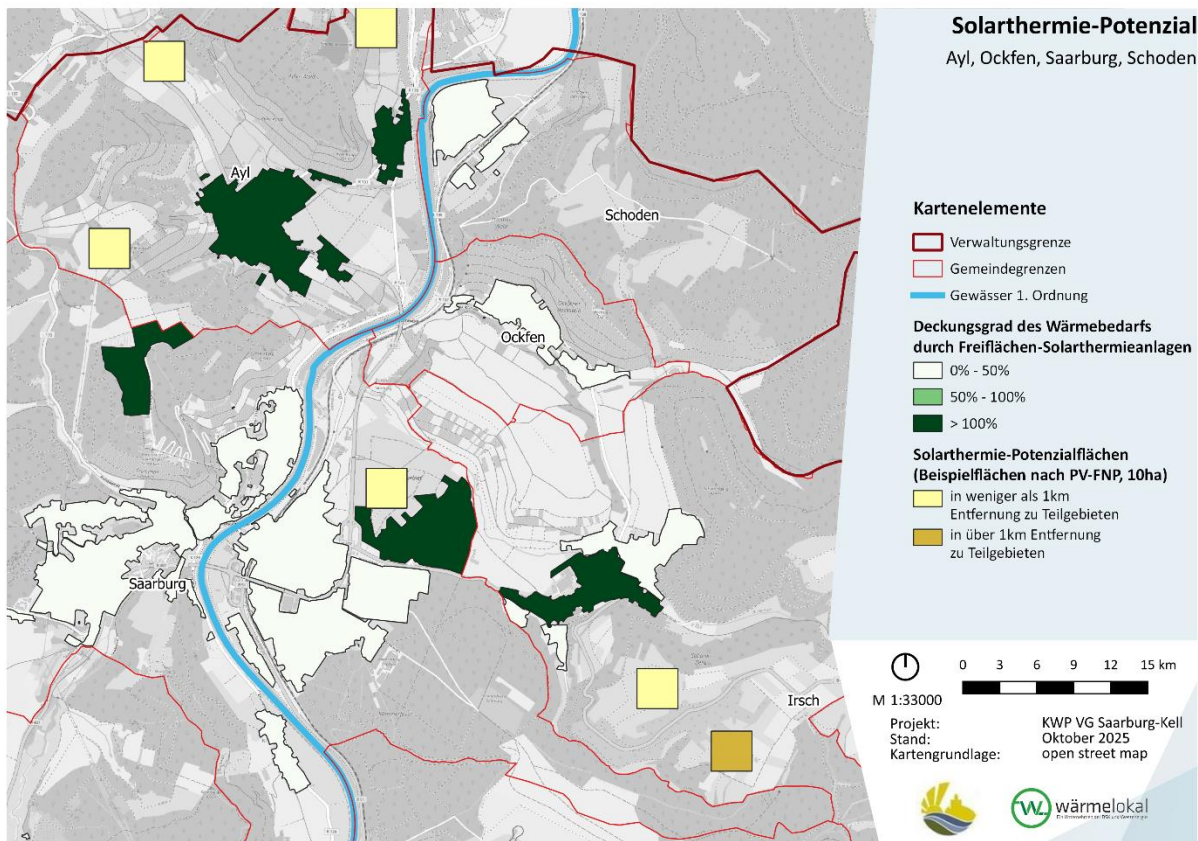 Solarthermie-Potenzial
Ayl, Ockfen, Saarburg, Schoden
Ayl
Schoden
Ockfen
Saarburg
Irsch
Kartenelemente
Verwaltungsgrenze
Gemeindegrenzen
Gewässer 1. Ordnung
Deckungsgrad des Wärmebedarfs
durch Freiflächen-Solarthermieanlagen
0% - 50%
50% - 100%
> 100%
Solarthermie-Potenzialflächen
(Beispielflächen nach PV-FNP, 10ha)
in weniger als 1km
Entfernung zu Teilgebieten
in über 1km Entfernung
zu Teilgebieten
0 3 6 9 12 15 km
M 1:33000
Projekt: KWP VG Saarburg-Kell
Stand: Oktober 2025
Kartengrundlage: open street map
WL wärmelokal